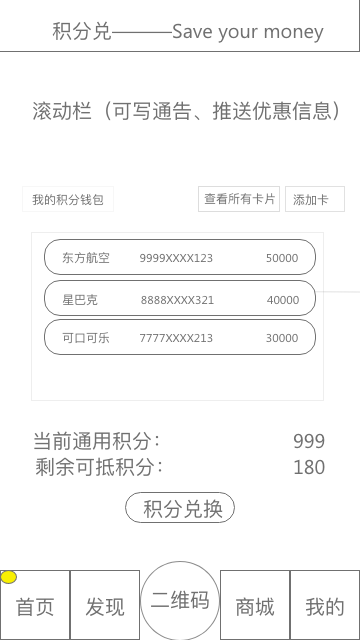 积分兑———Save your money
滚动栏（可写通告、推送优惠信息）
我的积分钱包 查看所有卡片 添加卡
东方航空 9999XXXX123 50000
星巴克 8888XXXX321 40000
可口可乐 7777XXXX213 30000
当前通用积分： 999
剩余可抵积分： 180
积分兑换
首页 发现 二维码 商城 我的